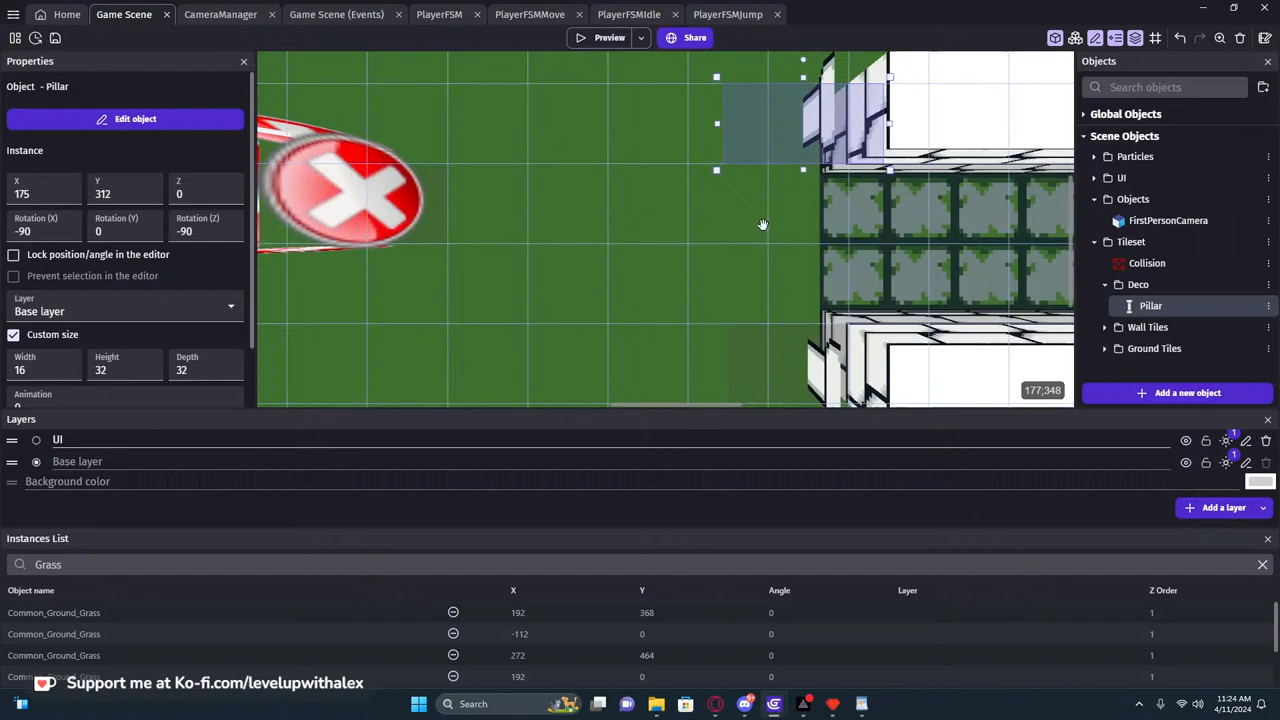 Home
Game Scene
CameraManager
Game Scene (Events)
PlayerFSM
PlayerFSMMove
PlayerFSMIdle
PlayerFSMJump
Preview
Share
Properties
Object - Pillar
Edit object
Instance
X
175
Y
312
Z
0
Rotation (X)
-90
Rotation (Y)
0
Rotation (Z)
-90
Lock position/angle in the editor
Prevent selection in the editor
Layer
Base layer
Custom size
Width
16
Height
32
Depth
32
Animation
177,348
Objects
Search objects
Global Objects
Scene Objects
Particles
UI
Objects
FirstPersonCamera
Tileset
Collision
Deco
Pillar
Wall Tiles
Ground Tiles
Add a new object
Layers
UI
1
Base layer
1
Background color
Add a layer
Instances List
Grass
Object name X Y Angle Layer Z Order
Common_Ground_Grass 192 368 0 1
Common_Ground_Grass -112 0 0 1
Common_Ground_Grass 272 464 0 1
Common_Ground_Grass 192 0 0 1
Support me at Ko-fi.com/levelupwithalex
Search
11:24 AM
4/11/2024